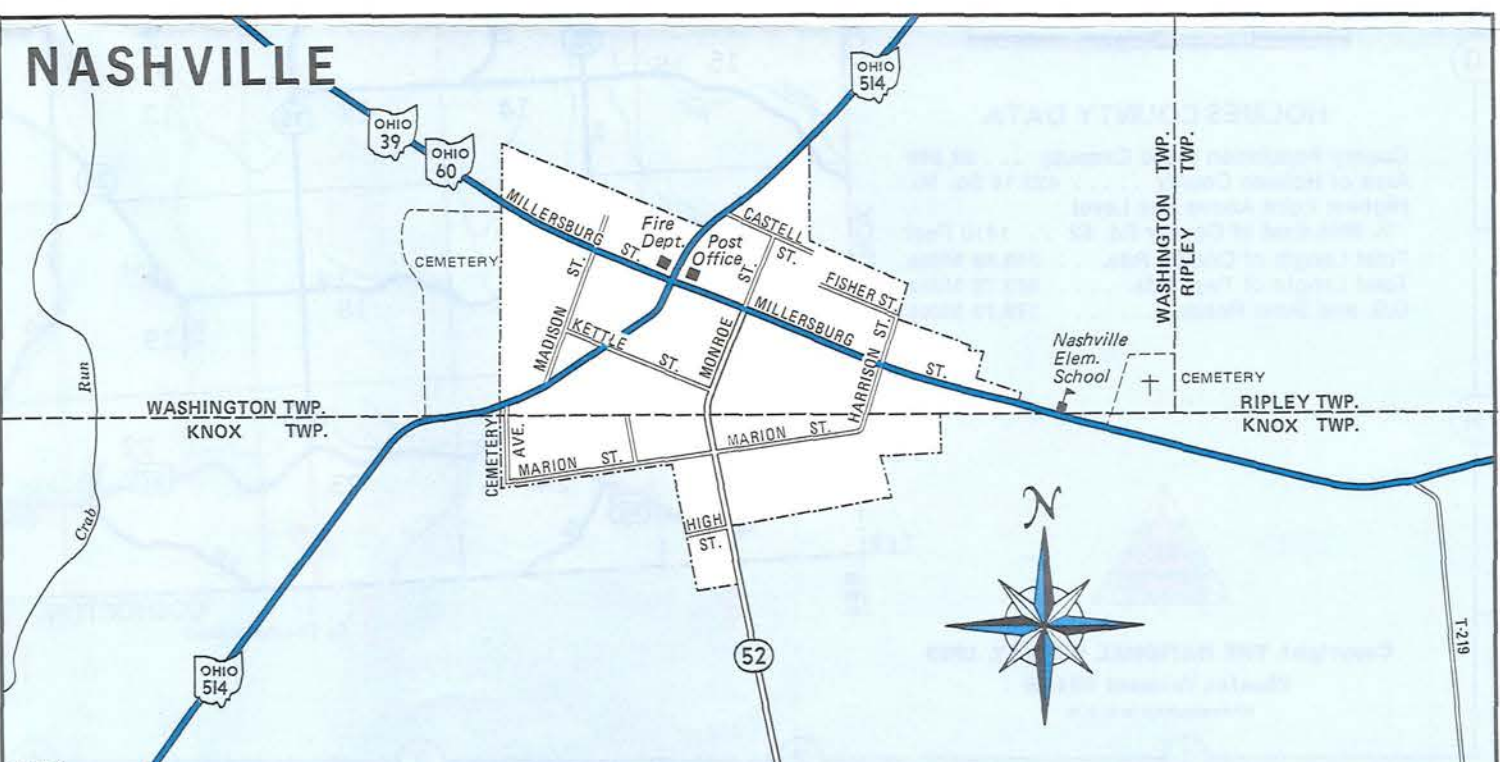 NASHVILLE
OHIO
39
OHIO
60
OHIO
514
MILLERSBURG ST.
Fire
Dept.
Post
Office
CASTELL ST.
FISHER ST.
CEMETERY
MADISON ST.
KETTLE ST.
MONROE ST.
MILLERSBURG ST.
HARRISON ST.
WASHINGTON TWP.
RIPLEY TWP.
Nashville
Elem.
School
CEMETERY
Crab Run
WASHINGTON TWP.
KNOX TWP.
RIPLEY TWP.
KNOX TWP.
CEMETERY AVE.
MARION ST.
MARION ST.
HIGH
ST.
N
52
OHIO
514
T-219
HOLMES COUNTY DATA